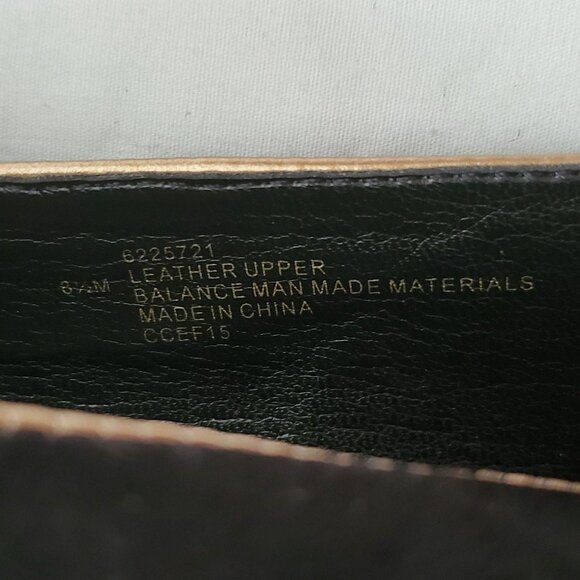 6225721
8½M LEATHER UPPER
BALANCE MAN MADE MATERIALS
MADE IN CHINA
CCEF15